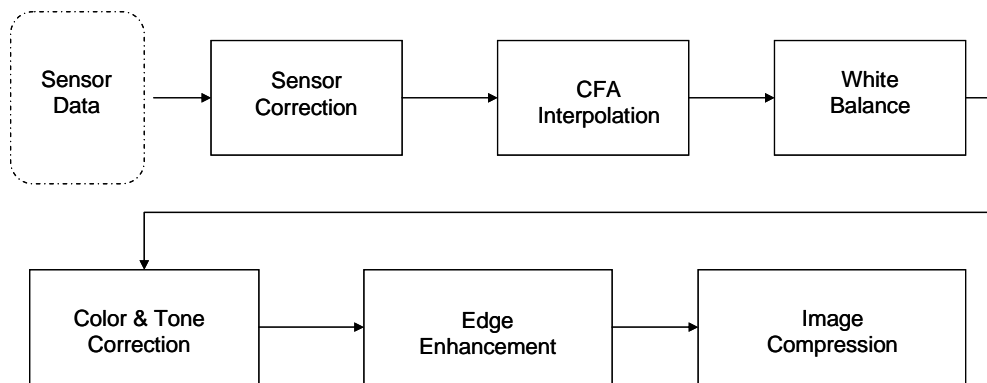 Sensor
Data
Sensor
Correction
CFA
Interpolation
White
Balance
Color & Tone
Correction
Edge
Enhancement
Image
Compression